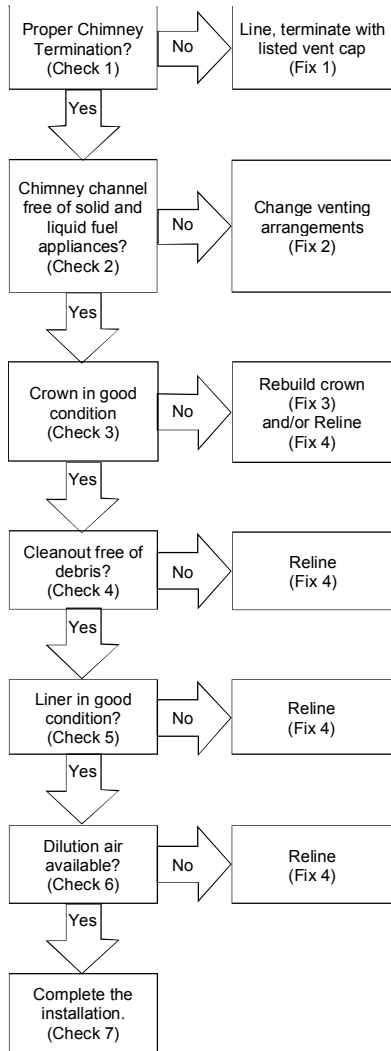 Proper Chimney
Termination?
(Check 1)
No
Line, terminate with
listed vent cap
(Fix 1)
Yes
Chimney channel
free of solid and
liquid fuel
appliances?
(Check 2)
No
Change venting
arrangements
(Fix 2)
Yes
Crown in good
condition
(Check 3)
No
Rebuild crown
(Fix 3)
and/or Reline
(Fix 4)
Yes
Cleanout free of
debris?
(Check 4)
No
Reline
(Fix 4)
Yes
Liner in good
condition?
(Check 5)
No
Reline
(Fix 4)
Yes
Dilution air
available?
(Check 6)
No
Reline
(Fix 4)
Yes
Complete the
installation.
(Check 7)